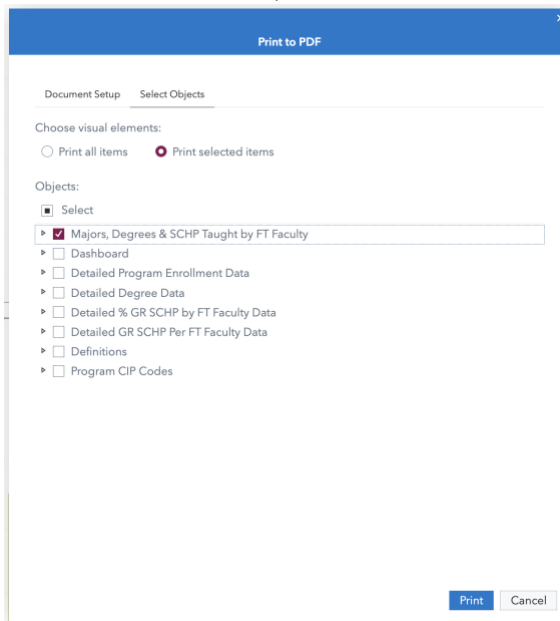 Print to PDF
Document Setup Select Objects
Choose visual elements:
Print all items Print selected items
Objects:
Select
Majors, Degrees & SCHP Taught by FT Faculty
Dashboard
Detailed Program Enrollment Data
Detailed Degree Data
Detailed % GR SCHP by FT Faculty Data
Detailed GR SCHP Per FT Faculty Data
Definitions
Program CIP Codes
Print Cancel